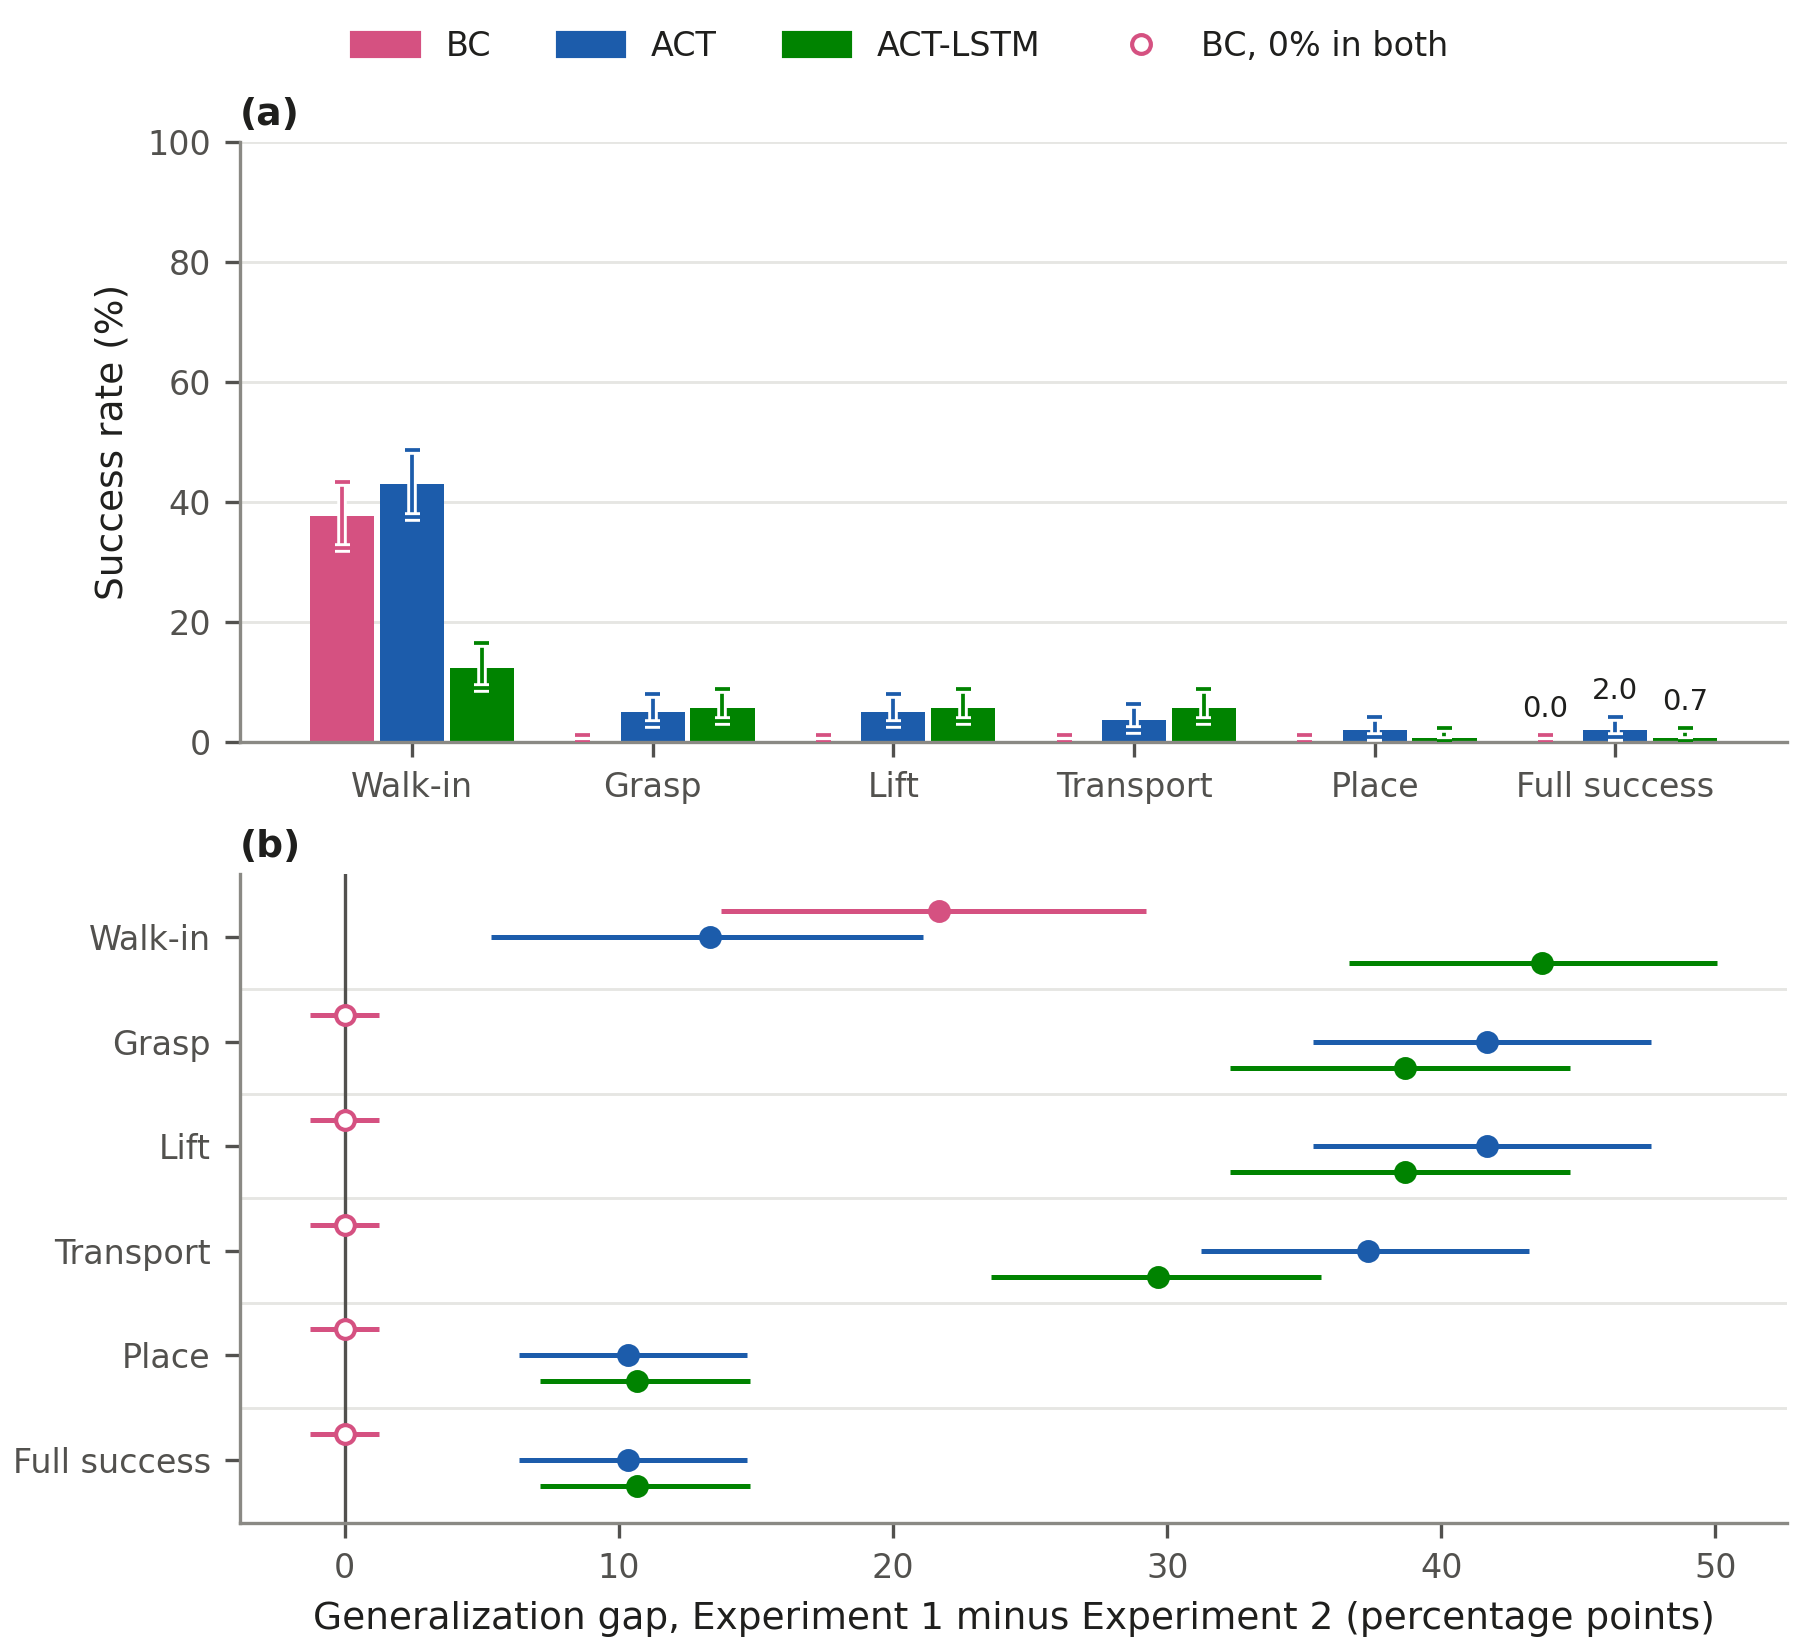 BC ACT ACT-LSTM BC, 0% in both
(a)
100
80
60
40
20
0
Success rate (%)
0.0 2.0 0.7
Walk-in Grasp Lift Transport Place Full success
(b)
Walk-in
Grasp
Lift
Transport
Place
Full success
0 10 20 30 40 50
Generalization gap, Experiment 1 minus Experiment 2 (percentage points)